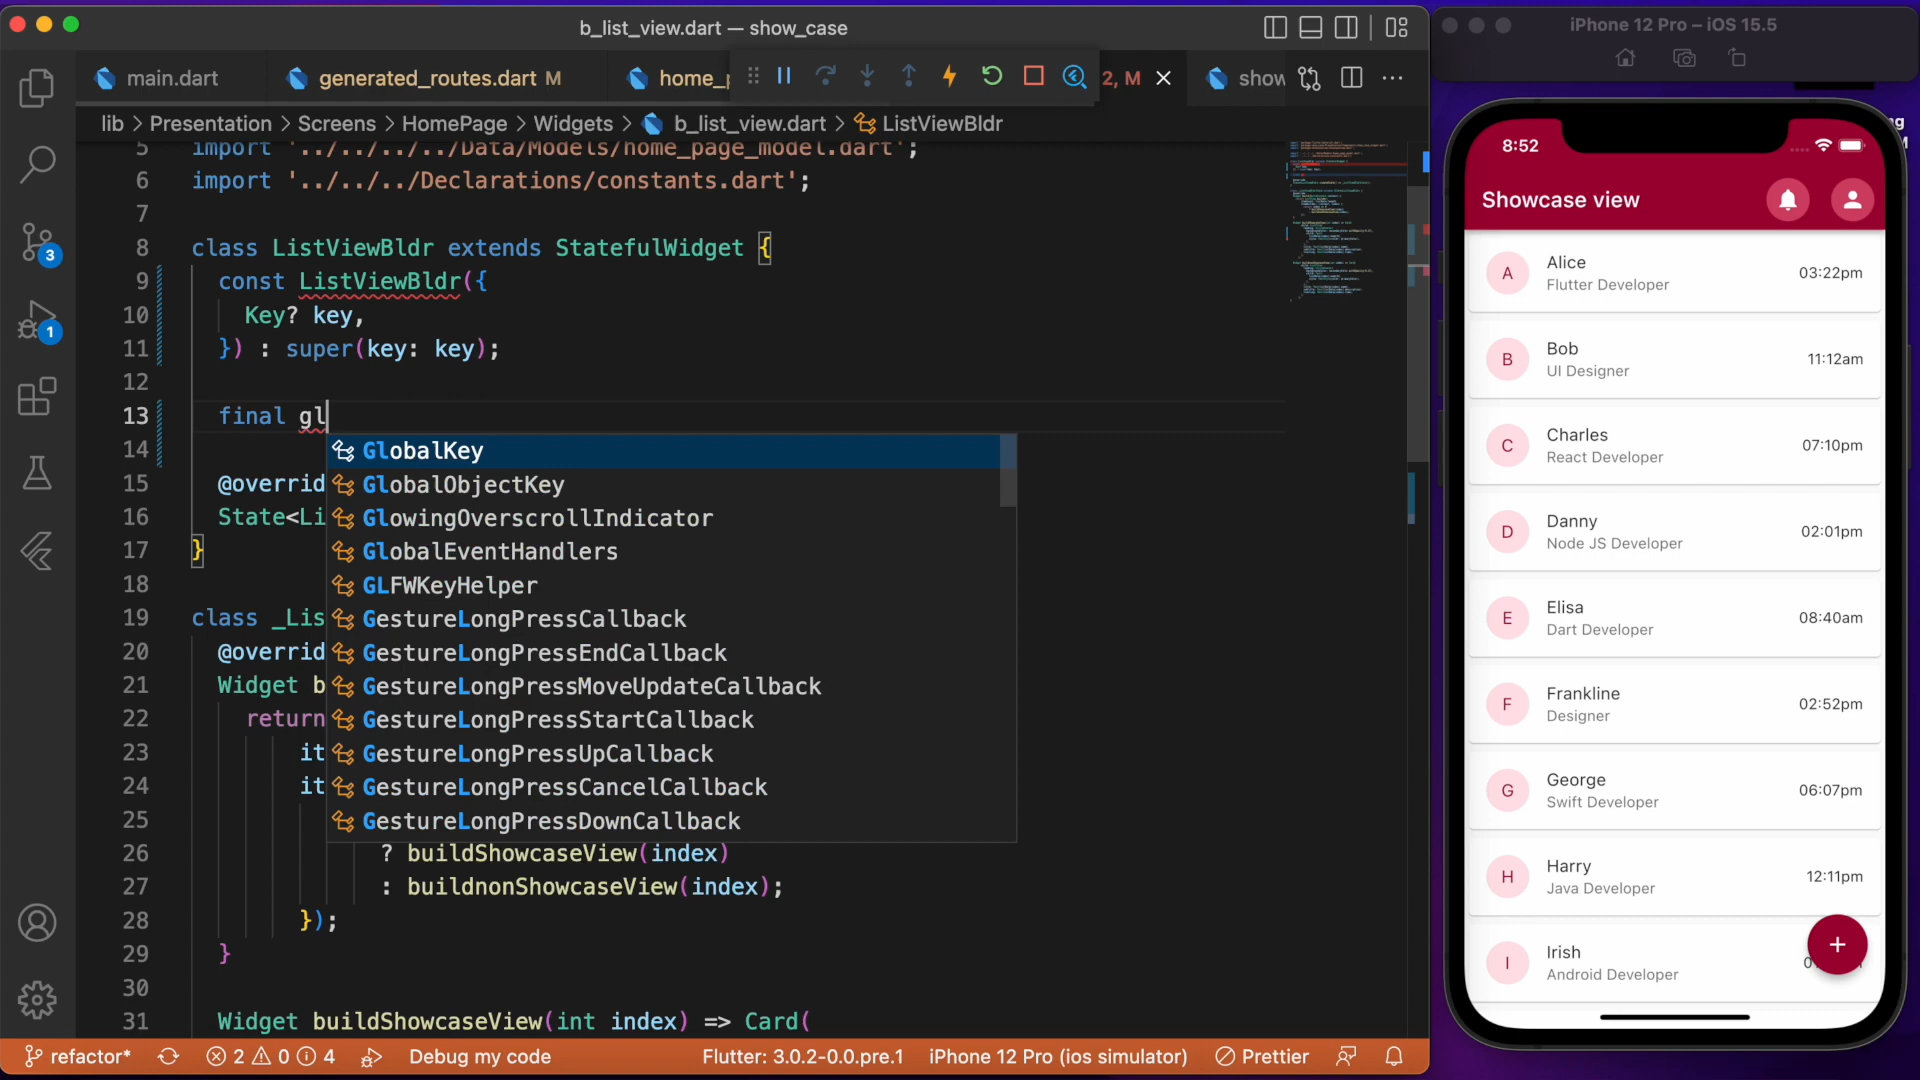 b_list_view.dart — show_case
main.dart
generated_routes.dart M
home_p
2, M
show
lib > Presentation > Screens > HomePage > Widgets > b_list_view.dart > ListViewBldr
5 import '../../../../Data/Models/home_page_model.dart';
6 import '../../../Declarations/constants.dart';
7
8 class ListViewBldr extends StatefulWidget {
9 const ListViewBldr({
10 Key? key,
11 }) : super(key: key);
12
13 final gl
14
15 @overrid
16 State<Li
17 }
18
19 class _Lis
20 @overrid
21 Widget b
22 return
23 it
24 it
25
26 ? buildShowcaseView(index)
27 : buildnonShowcaseView(index);
28 });
29 }
30
31 Widget buildShowcaseView(int index) => Card(
GlobalKey
GlobalObjectKey
GlowingOverscrollIndicator
GlobalEventHandlers
GLFWKeyHelper
GestureLongPressCallback
GestureLongPressEndCallback
GestureLongPressMoveUpdateCallback
GestureLongPressStartCallback
GestureLongPressUpCallback
GestureLongPressCancelCallback
GestureLongPressDownCallback
3
1
refactor* 2 0 4 Debug my code Flutter: 3.0.2-0.0.pre.1 iPhone 12 Pro (ios simulator) Prettier
iPhone 12 Pro – iOS 15.5
8:52
Showcase view
A Alice 03:22pm
Flutter Developer
B Bob 11:12am
UI Designer
C Charles 07:10pm
React Developer
D Danny 02:01pm
Node JS Developer
E Elisa 08:40am
Dart Developer
F Frankline 02:52pm
Designer
G George 06:07pm
Swift Developer
H Harry 12:11pm
Java Developer
I Irish
Android Developer
+